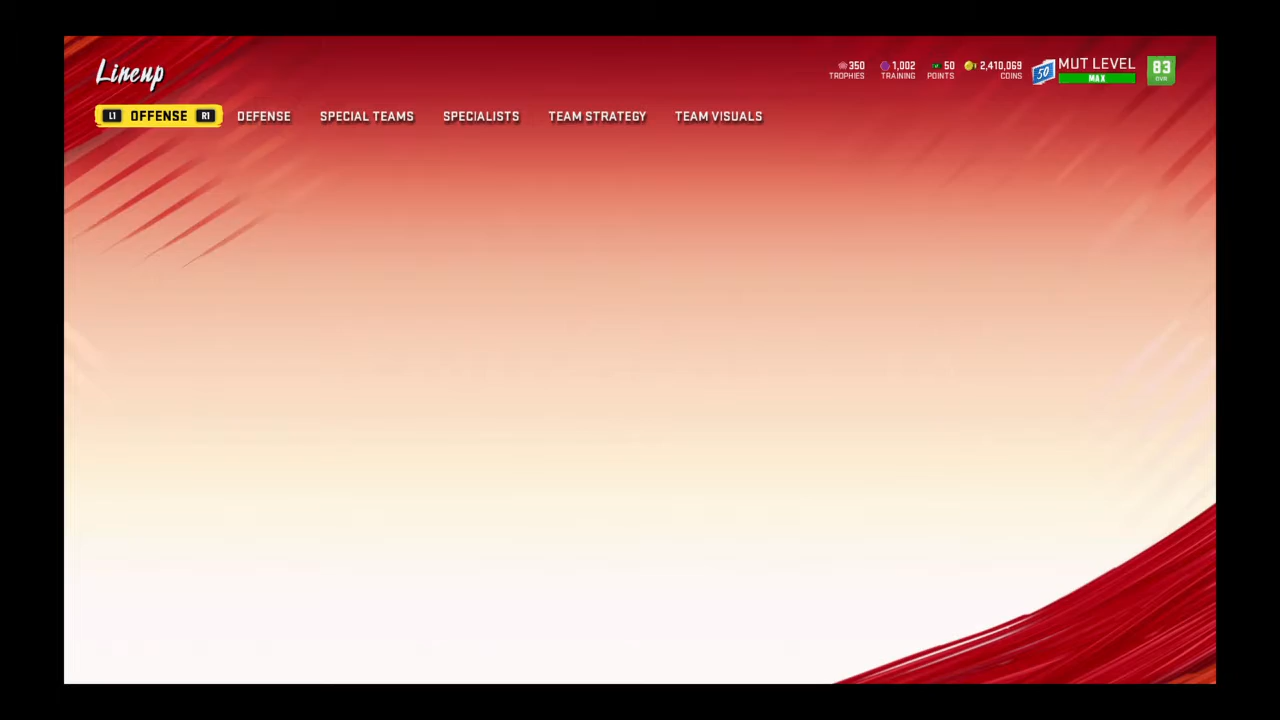 Lineup
350 TROPHIES
1,002 TRAINING
50 POINTS
2,410,069 COINS
50
MUT LEVEL
MAX
83
OVR
L1 OFFENSE R1 DEFENSE SPECIAL TEAMS SPECIALISTS TEAM STRATEGY TEAM VISUALS